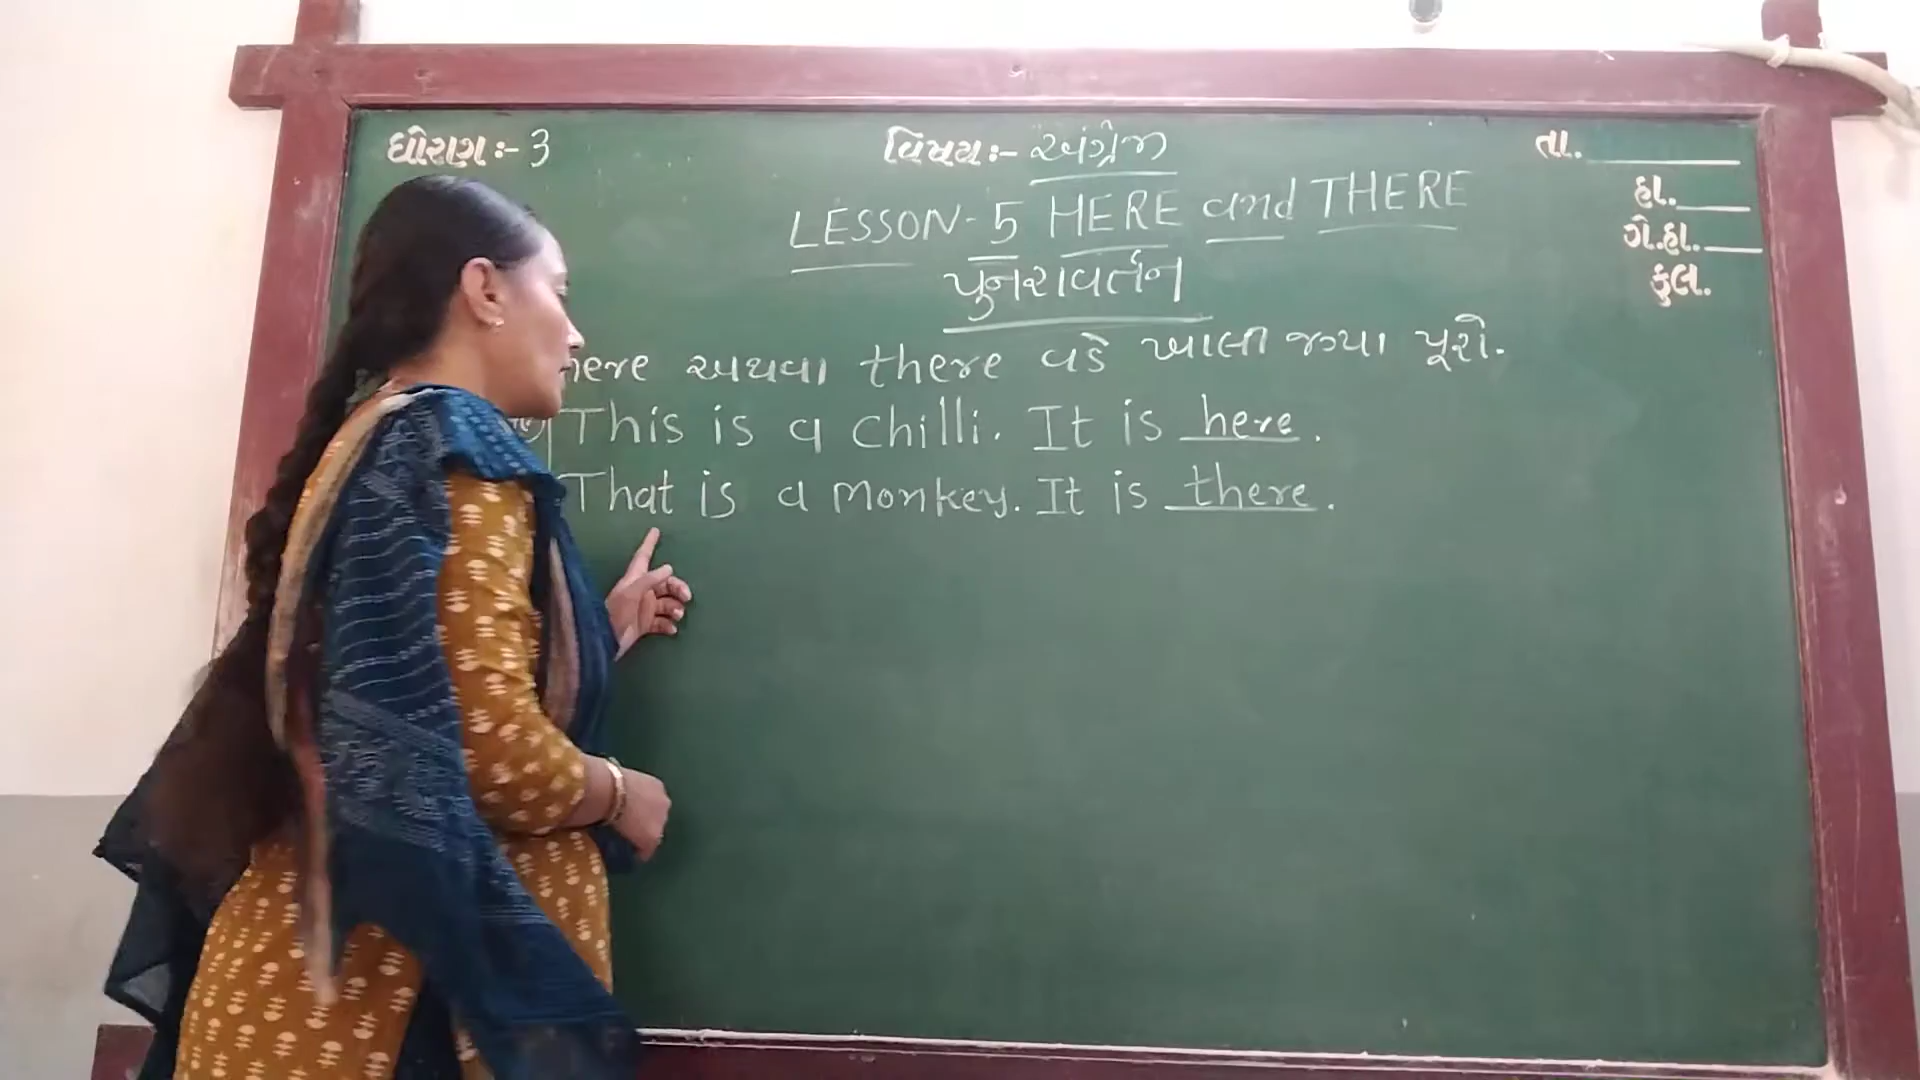 ધોરણઃ- 3
વિષયઃ- અંગ્રેજી
તા.
હા.
ગે.હા.
કુલ.
LESSON-5 HERE and THERE
પુનરાવર્તન
here અથવા there વડે ખાલી જગ્યા પૂરો.
This is a chilli. It is here.
That is a monkey. It is there.